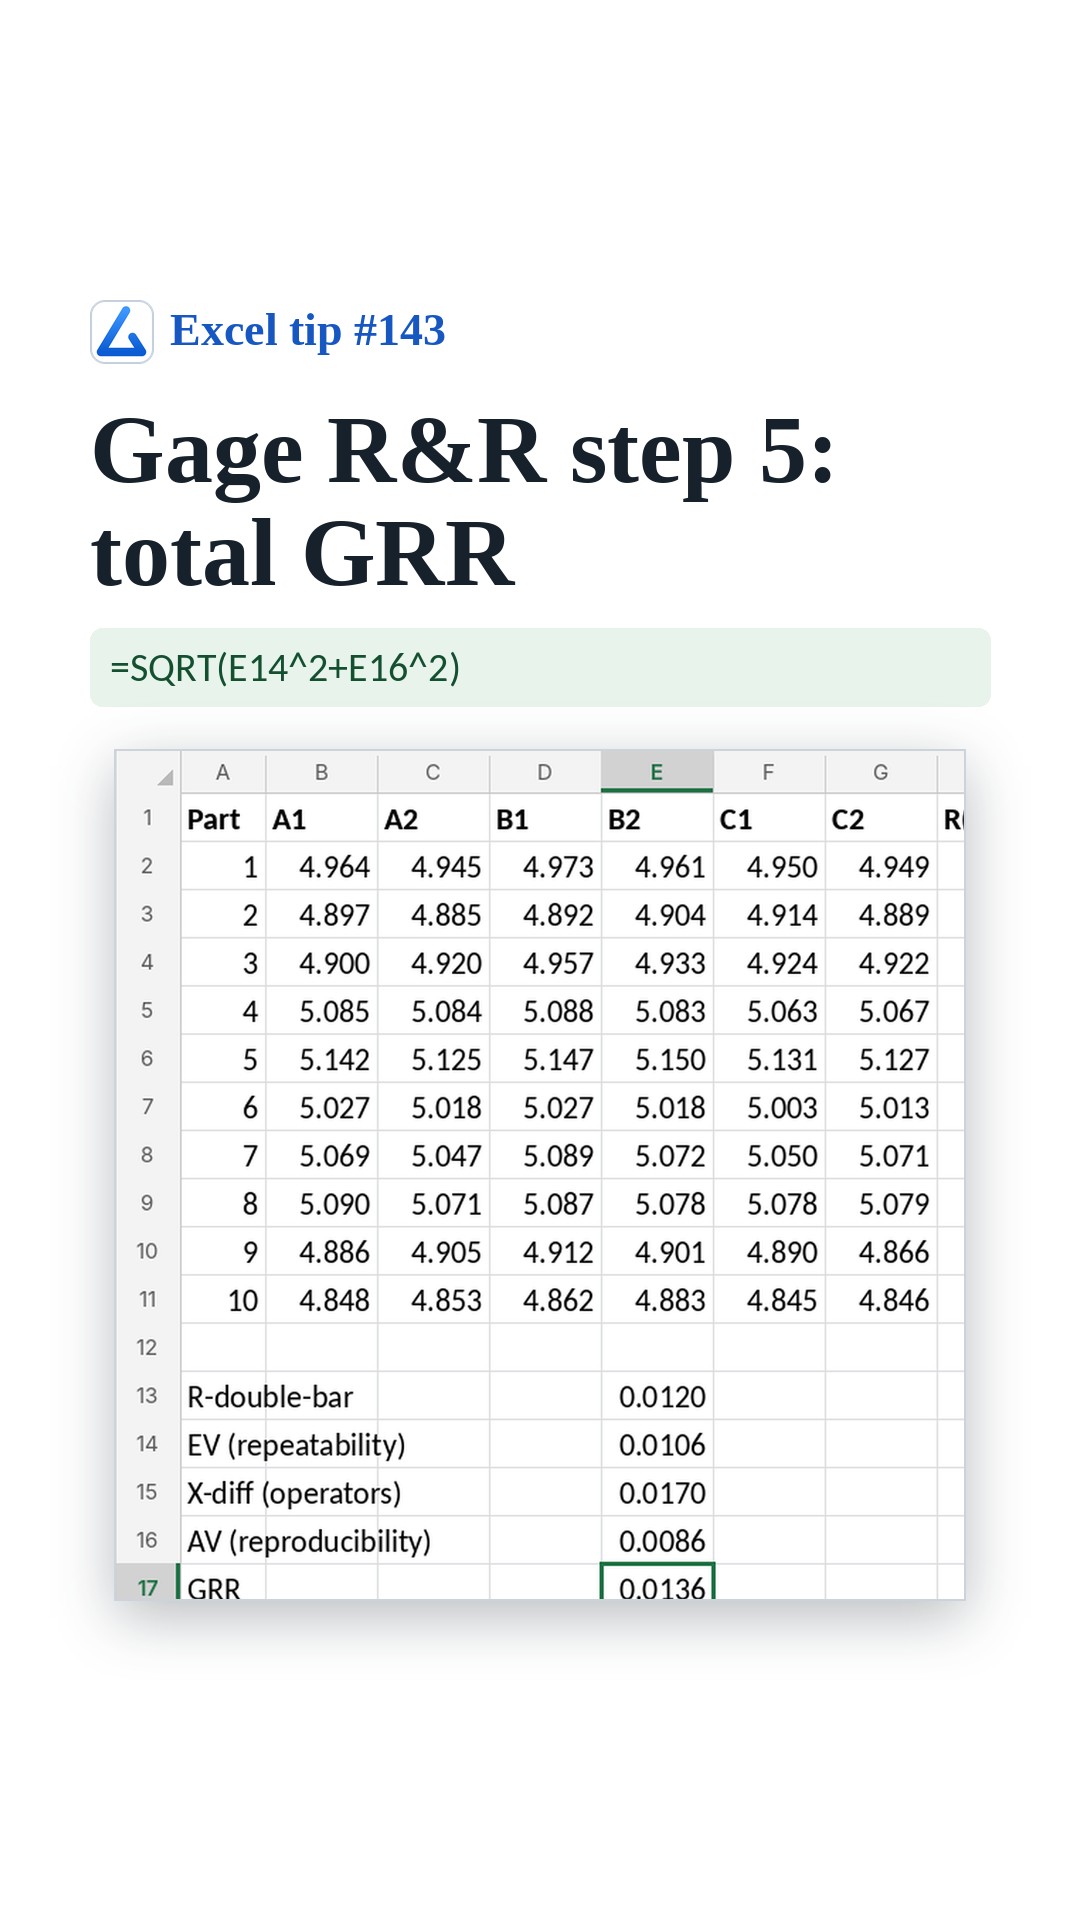 Excel tip #143
Gage R&R step 5:
total GRR
=SQRT(E14^2+E16^2)
A B C D E F G
1 Part A1 A2 B1 B2 C1 C2
2 1 4.964 4.945 4.973 4.961 4.950 4.949
3 2 4.897 4.885 4.892 4.904 4.914 4.889
4 3 4.900 4.920 4.957 4.933 4.924 4.922
5 4 5.085 5.084 5.088 5.083 5.063 5.067
6 5 5.142 5.125 5.147 5.150 5.131 5.127
7 6 5.027 5.018 5.027 5.018 5.003 5.013
8 7 5.069 5.047 5.089 5.072 5.050 5.071
9 8 5.090 5.071 5.087 5.078 5.078 5.079
10 9 4.886 4.905 4.912 4.901 4.890 4.866
11 10 4.848 4.853 4.862 4.883 4.845 4.846
12
13 R-double-bar 0.0120
14 EV (repeatability) 0.0106
15 X-diff (operators) 0.0170
16 AV (reproducibility) 0.0086
17 GRR 0.0136